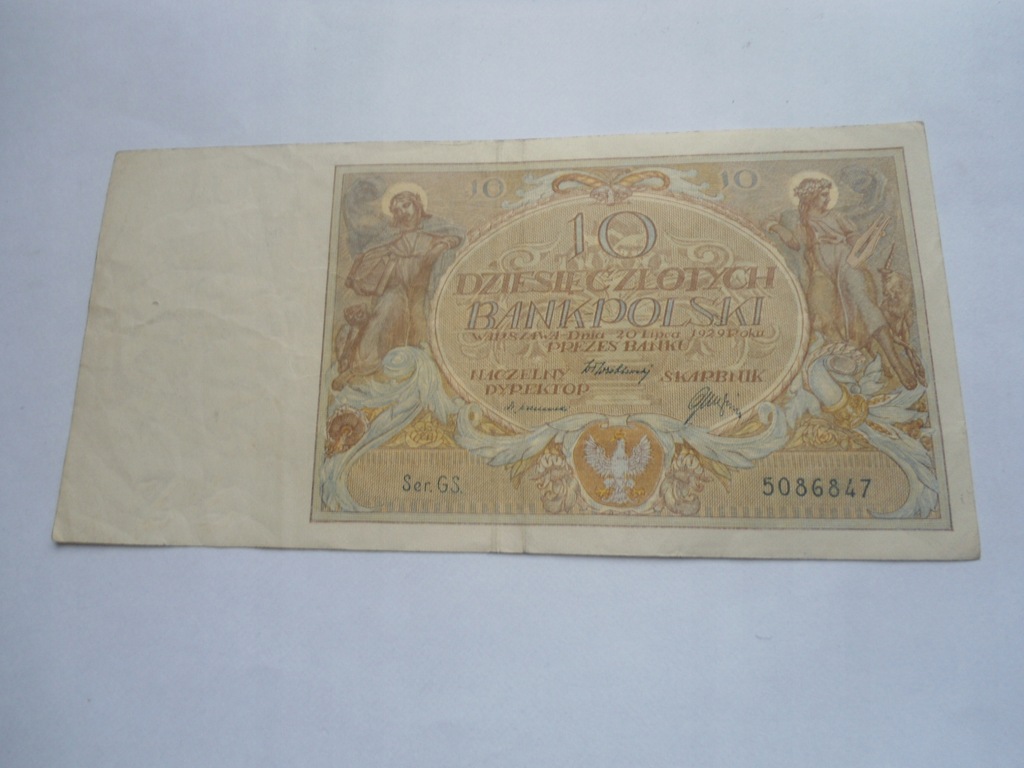 10 10
10
DZIESIĘĆ ZŁOTYCH
BANK POLSKI
WARSZAWA Dnia 20 Lipca 1929 Roku
PREZES BANKU
NACZELNY SKARBNIK
DYREKTOR
Ser. G.S. 5086847